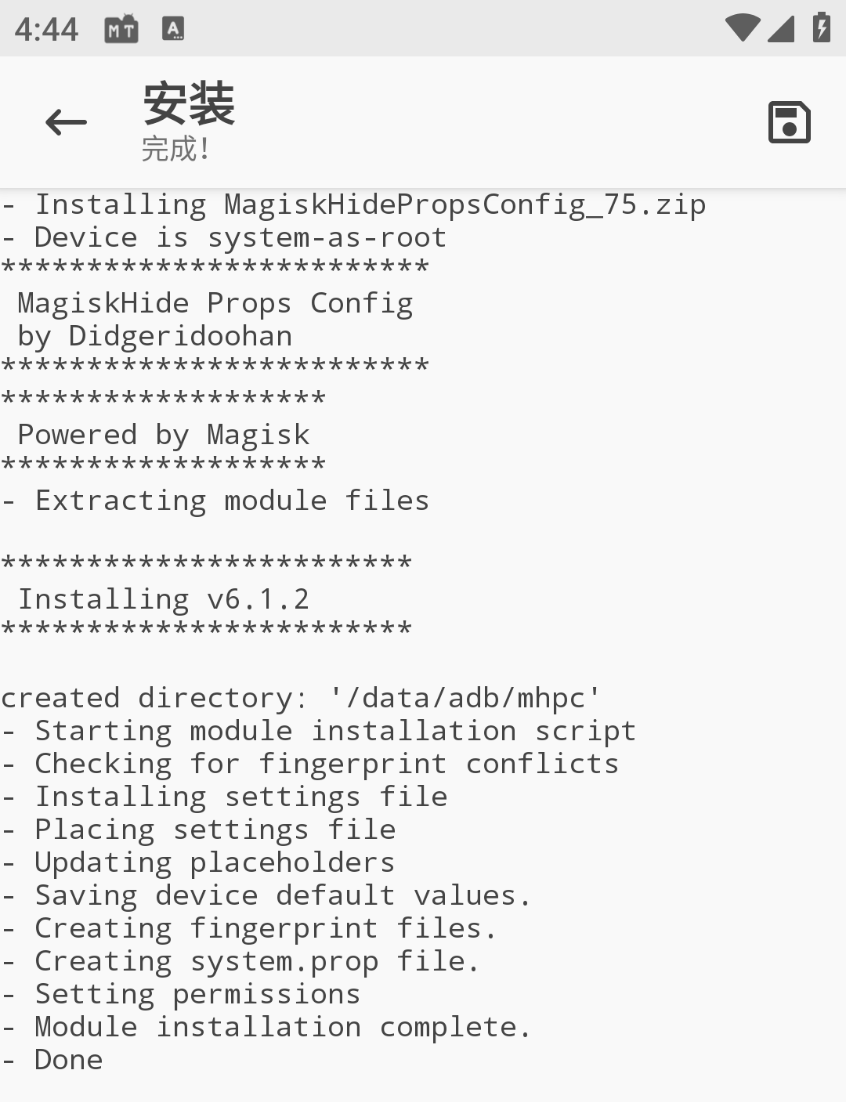 4:44 MT A
安装
完成！
- Installing MagiskHidePropsConfig_75.zip
- Device is system-as-root
*************************
MagiskHide Props Config
by Didgeridoohan
*************************
*******************
Powered by Magisk
*******************
- Extracting module files
************************
Installing v6.1.2
************************
created directory: '/data/adb/mhpc'
- Starting module installation script
- Checking for fingerprint conflicts
- Installing settings file
- Placing settings file
- Updating placeholders
- Saving device default values.
- Creating fingerprint files.
- Creating system.prop file.
- Setting permissions
- Module installation complete.
- Done